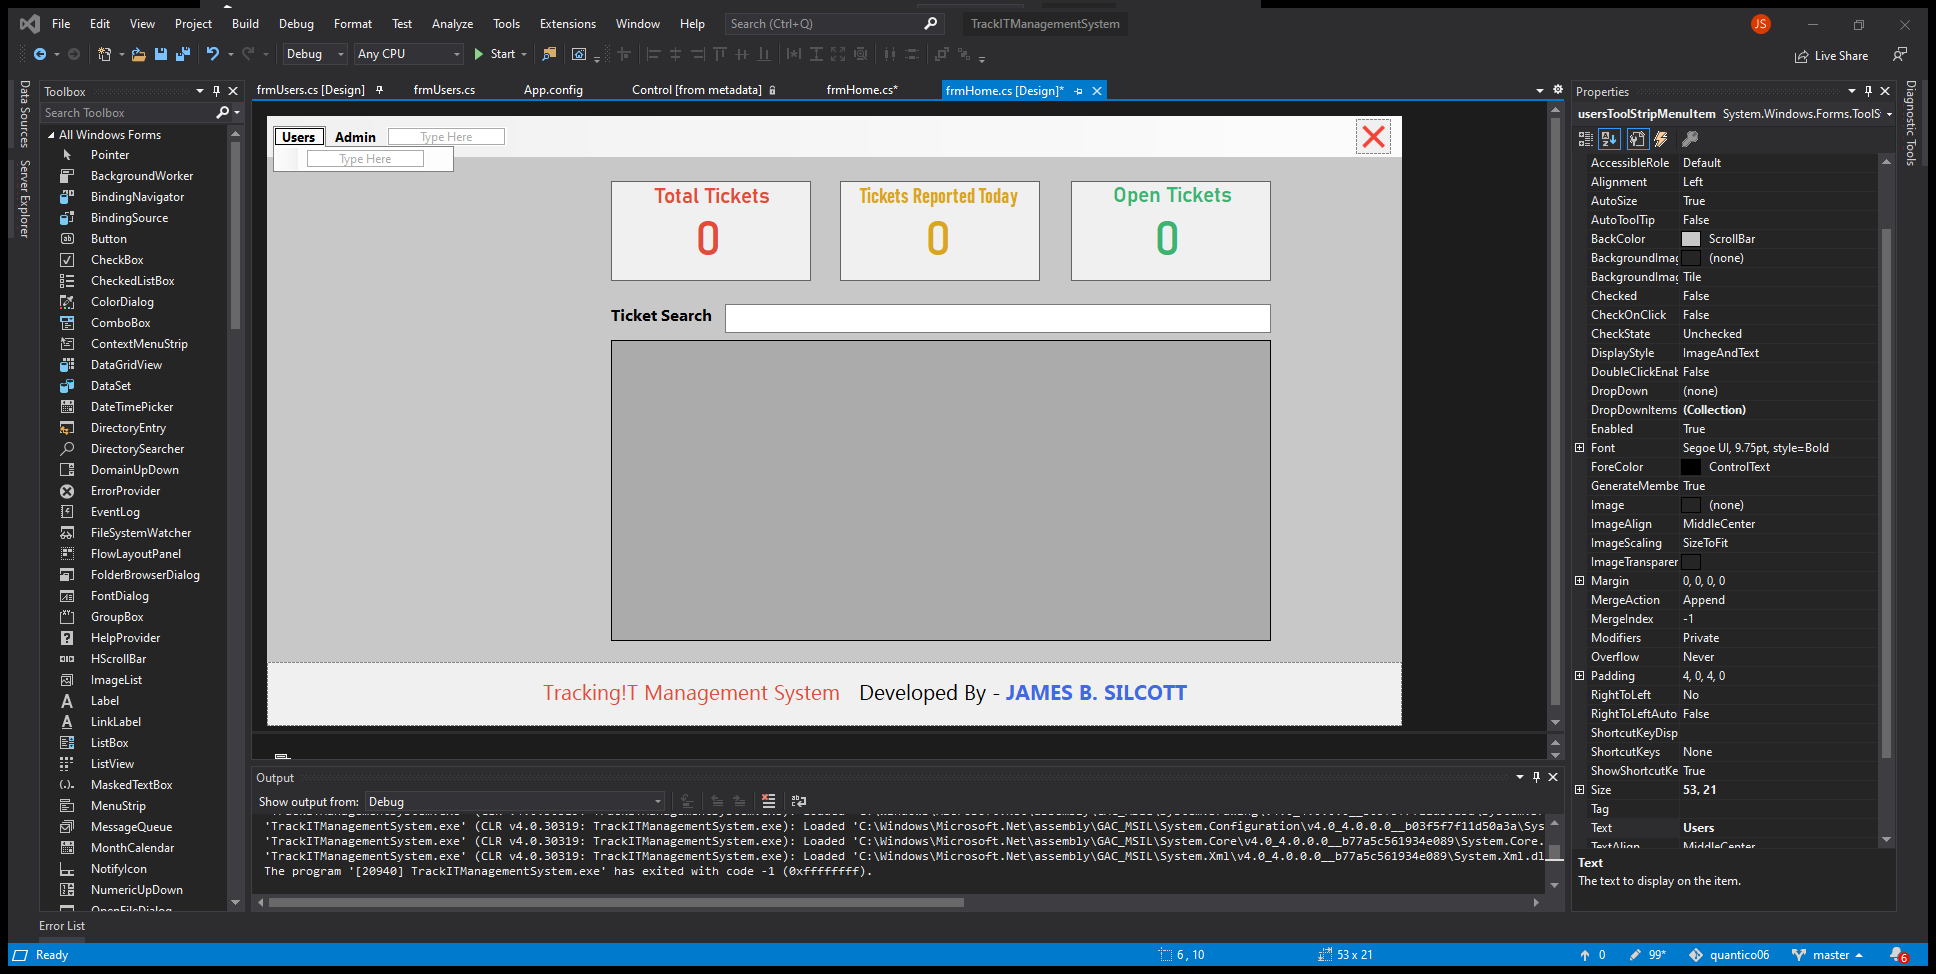 File Edit View Project Build Debug Format Test Analyze Tools Extensions Window Help Search (Ctrl+Q) TrackITManagementSystem JS
Debug Any CPU Start Live Share
Data Sources
Server Explorer
Toolbox
Search Toolbox
All Windows Forms
Pointer
BackgroundWorker
BindingNavigator
BindingSource
Button
CheckBox
CheckedListBox
ColorDialog
ComboBox
ContextMenuStrip
DataGridView
DataSet
DateTimePicker
DirectoryEntry
DirectorySearcher
DomainUpDown
ErrorProvider
EventLog
FileSystemWatcher
FlowLayoutPanel
FolderBrowserDialog
FontDialog
GroupBox
HelpProvider
HScrollBar
ImageList
Label
LinkLabel
ListBox
ListView
MaskedTextBox
MenuStrip
MessageQueue
MonthCalendar
NotifyIcon
NumericUpDown
OpenFileDialog
frmUsers.cs [Design] frmUsers.cs App.config Control [from metadata] frmHome.cs* frmHome.cs [Design]*
Users Admin Type Here
Type Here
Total Tickets
0
Tickets Reported Today
0
Open Tickets
0
Ticket Search
Tracking!T Management System Developed By - JAMES B. SILCOTT
Output
Show output from: Debug
'TrackITManagementSystem.exe' (CLR v4.0.30319: TrackITManagementSystem.exe): Loaded 'C:\Windows\Microsoft.Net\assembly\GAC_MSIL\System.Configuration\v4.0_4.0.0.0__b03f5f7f11d50a3a\Sys
'TrackITManagementSystem.exe' (CLR v4.0.30319: TrackITManagementSystem.exe): Loaded 'C:\Windows\Microsoft.Net\assembly\GAC_MSIL\System.Core\v4.0_4.0.0.0__b77a5c561934e089\System.Core.
'TrackITManagementSystem.exe' (CLR v4.0.30319: TrackITManagementSystem.exe): Loaded 'C:\Windows\Microsoft.Net\assembly\GAC_MSIL\System.Xml\v4.0_4.0.0.0__b77a5c561934e089\System.Xml.dl
The program '[20940] TrackITManagementSystem.exe' has exited with code -1 (0xffffffff).
Properties
usersToolStripMenuItem System.Windows.Forms.ToolS
AccessibleRole Default
Alignment Left
AutoSize True
AutoToolTip False
BackColor ScrollBar
BackgroundImag (none)
BackgroundImag Tile
Checked False
CheckOnClick False
CheckState Unchecked
DisplayStyle ImageAndText
DoubleClickEnab False
DropDown (none)
DropDownItems (Collection)
Enabled True
Font Segoe UI, 9.75pt, style=Bold
ForeColor ControlText
GenerateMembe True
Image (none)
ImageAlign MiddleCenter
ImageScaling SizeToFit
ImageTransparer
Margin 0, 0, 0, 0
MergeAction Append
MergeIndex -1
Modifiers Private
Overflow Never
Padding 4, 0, 4, 0
RightToLeft No
RightToLeftAuto False
ShortcutKeyDisp
ShortcutKeys None
ShowShortcutKe True
Size 53, 21
Tag
Text Users
TextAlign MiddleCenter
Text
The text to display on the item.
Diagnostic Tools
Error List
Ready 6 , 10 53 x 21 0 99* quantico06 master 6